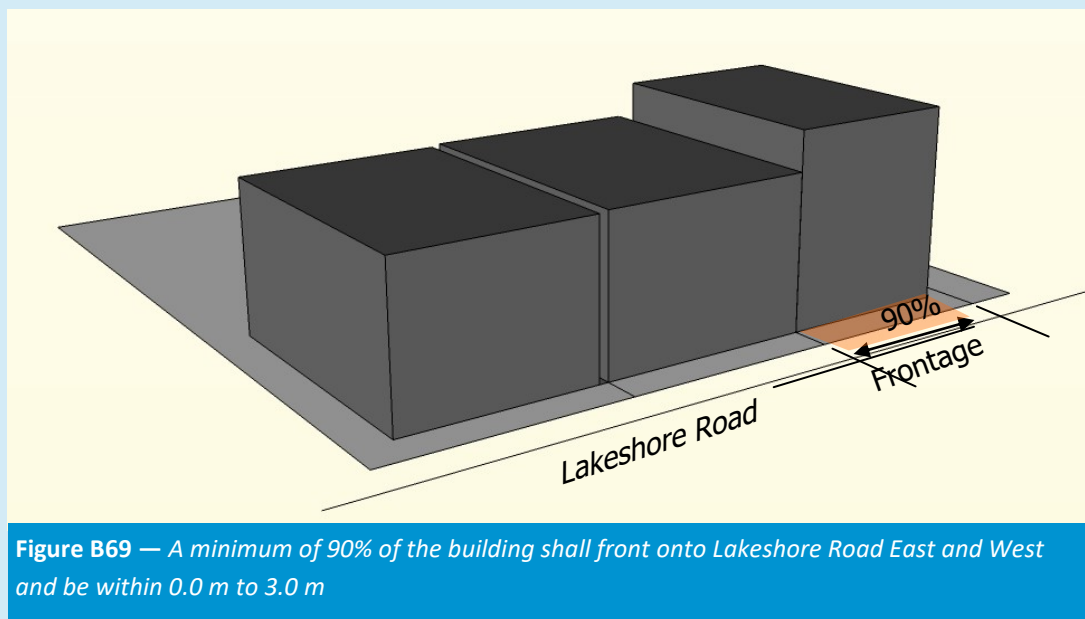 90%
Frontage
Lakeshore Road
Figure B69 — A minimum of 90% of the building shall front onto Lakeshore Road East and West
and be within 0.0 m to 3.0 m